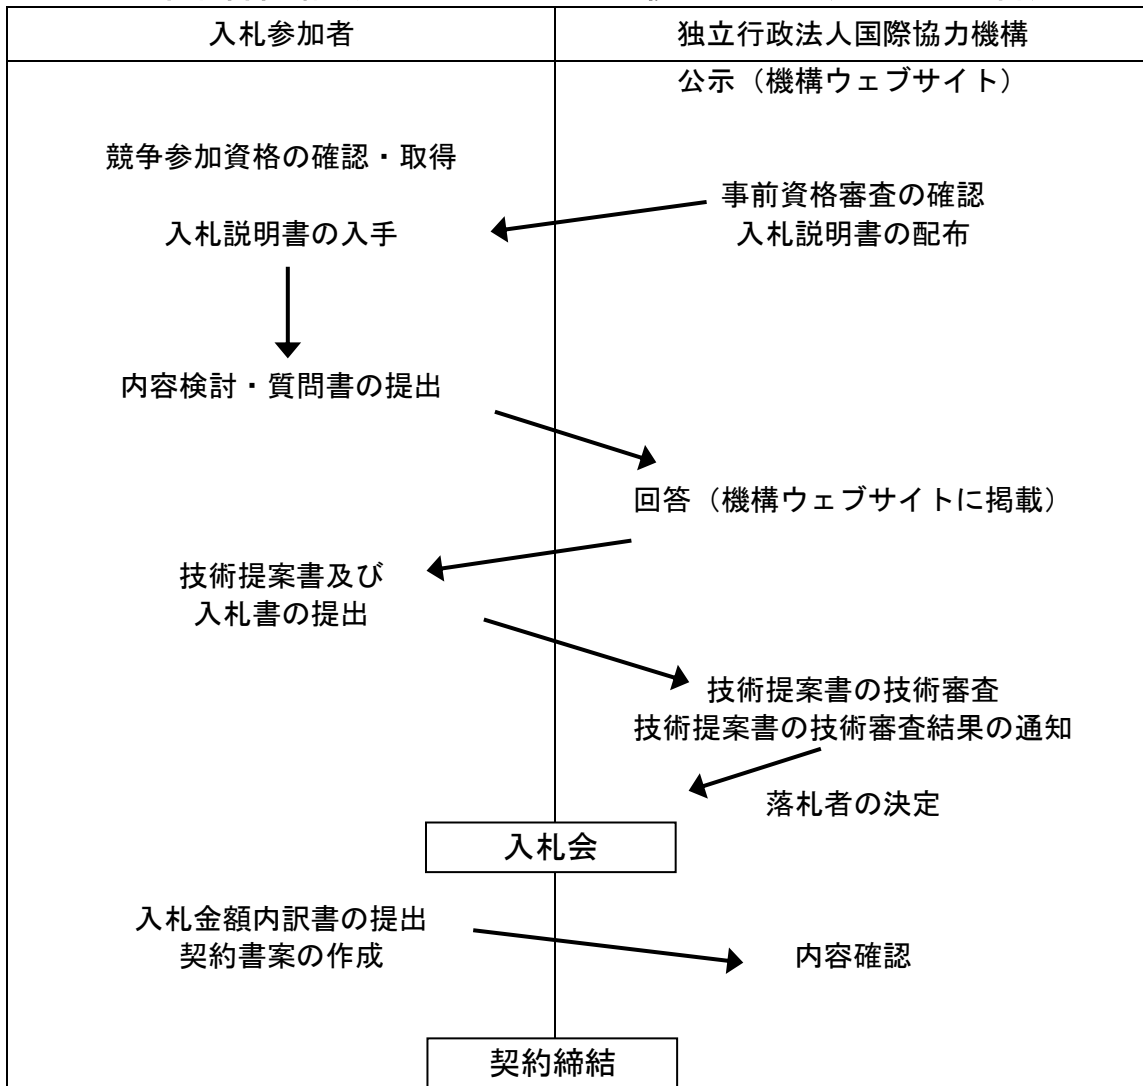 入札参加者
独立行政法人国際協力機構
公示（機構ウェブサイト）
競争参加資格の確認・取得
事前資格審査の確認
入札説明書の配布
入札説明書の入手
内容検討・質問書の提出
回答（機構ウェブサイトに掲載）
技術提案書及び
入札書の提出
技術提案書の技術審査
技術提案書の技術審査結果の通知
落札者の決定
入札会
入札金額内訳書の提出
契約書案の作成
内容確認
契約締結